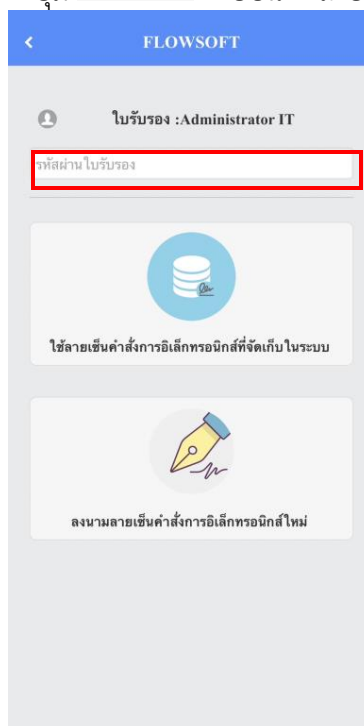 FLOWSOFT
ใบรับรอง :Administrator IT
รหัสผ่านใบรับรอง
ใช้ลายเซ็นคำสั่งการอิเล็กทรอนิกส์ที่จัดเก็บในระบบ
ลงนามลายเซ็นคำสั่งการอิเล็กทรอนิกส์ใหม่